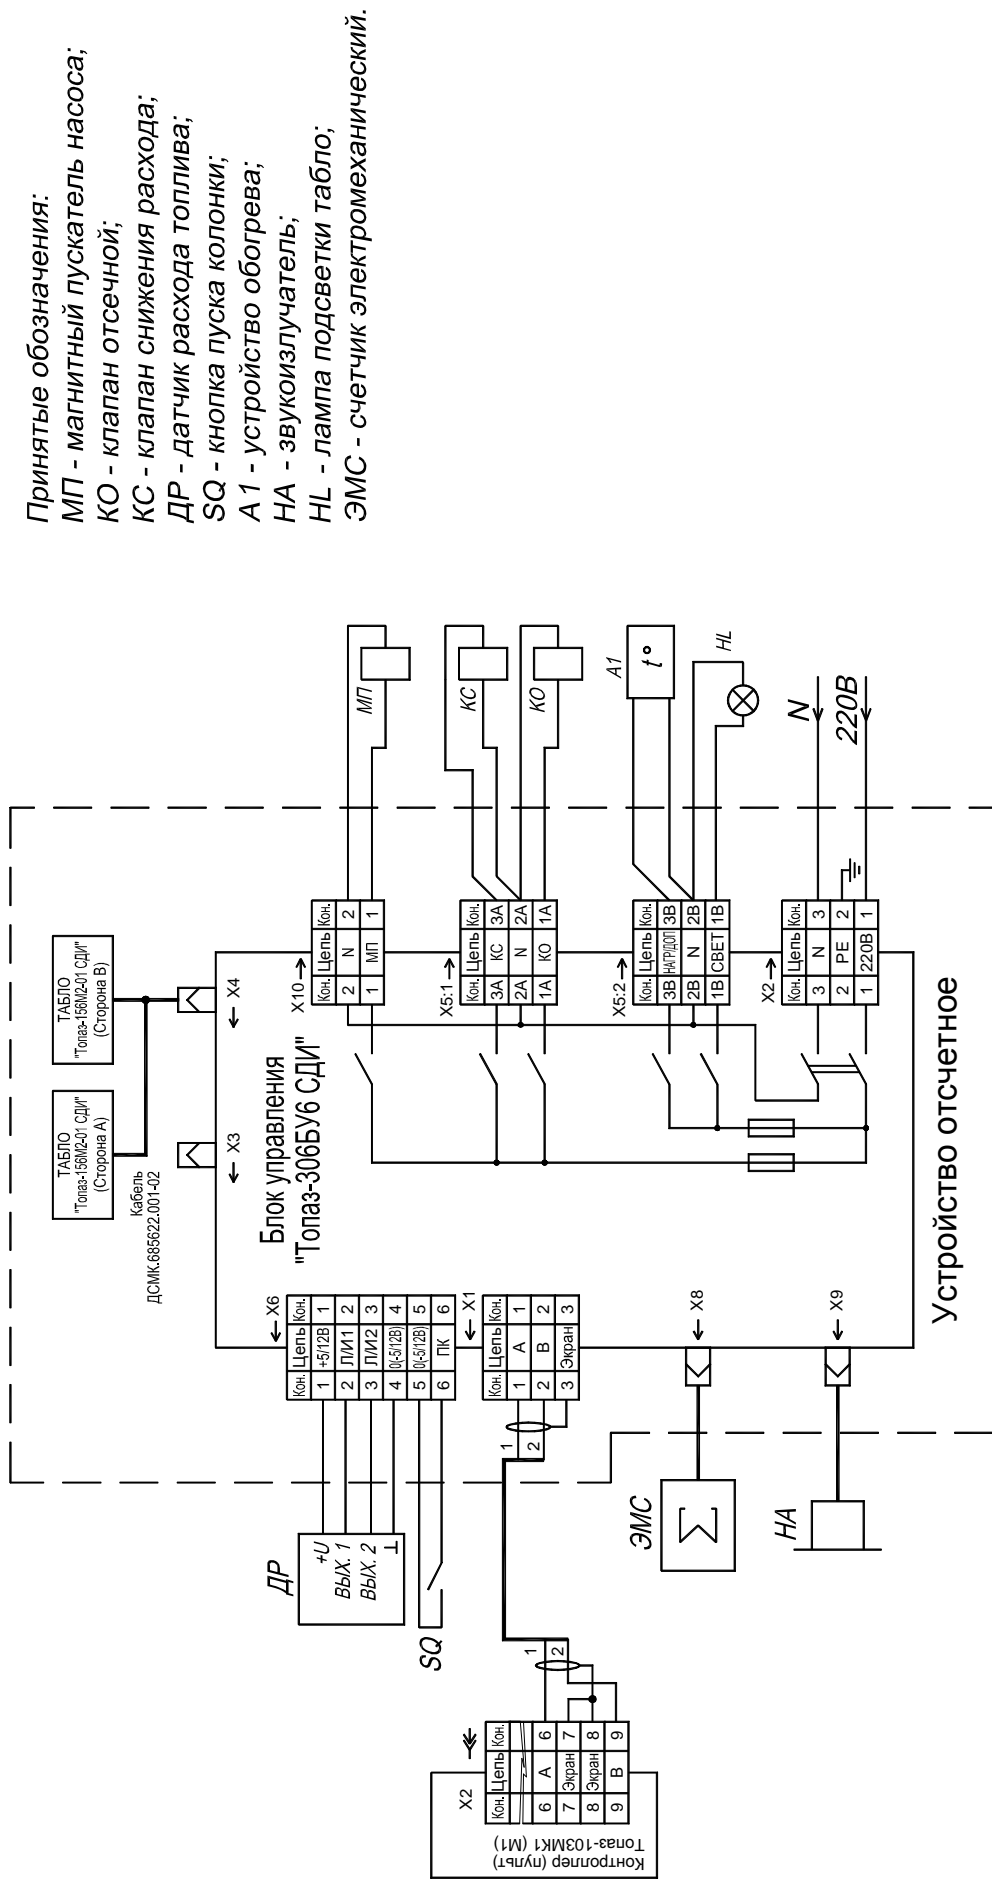 Принятые обозначения:
МП - магнитный пускатель насоса;
КО - клапан отсечной;
КС - клапан снижения расхода;
ДР - датчик расхода топлива;
SQ - кнопка пуска колонки;
А1 - устройство обогрева;
НА - звукоизлучатель;
HL - лампа подсветки табло;
ЭМС - счетчик электромеханический.
ТАБЛО
"Топаз-156М2-01 СДИ"
(Сторона А)
ТАБЛО
"Топаз-156М2-01 СДИ"
(Сторона В)
Кабель
ДСМК.685622.001-02
X3
X4
Блок управления
"Топаз-306БУ6 СДИ"
X6
Кон. Цепь Кон.
1 +5/12В 1
2 Л/И1 2
3 Л/И2 3
4 0(-5/12В) 4
5 0(-5/12В) 5
6 ПК 6
X1
Кон. Цепь Кон.
1 А 1
2 В 2
3 Экран 3
X8
X9
X10
Кон. Цепь Кон.
2 N 2
1 МП 1
X5:1
Кон. Цепь Кон.
3А КС 3А
2А N 2А
1А КО 1А
X5:2
Кон. Цепь Кон.
3В НАГР/ДОП 3В
2В N 2В
1В СВЕТ 1В
X2
Кон. Цепь Кон.
3 N 3
2 РЕ 2
1 220В 1
МП
КС
КО
А1
t°
HL
N
220В
ДР
+U
ВЫХ. 1
ВЫХ. 2
⊥
SQ
1
2
1
2
ЭМС
Σ
НА
X2
Кон. Цепь Кон.
6 А 6
7 Экран 7
8 Экран 8
9 В 9
Контроллер (пульт)
Топаз-103МК1 (М1)
Устройство отсчетное